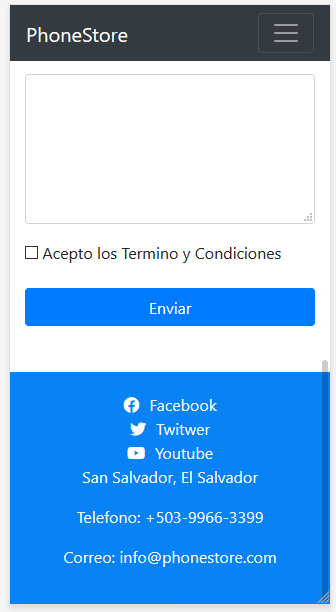 PhoneStore
Acepto los Termino y Condiciones
Enviar
Facebook
Twitwer
Youtube
San Salvador, El Salvador
Telefono: +503-9966-3399
Correo: info@phonestore.com